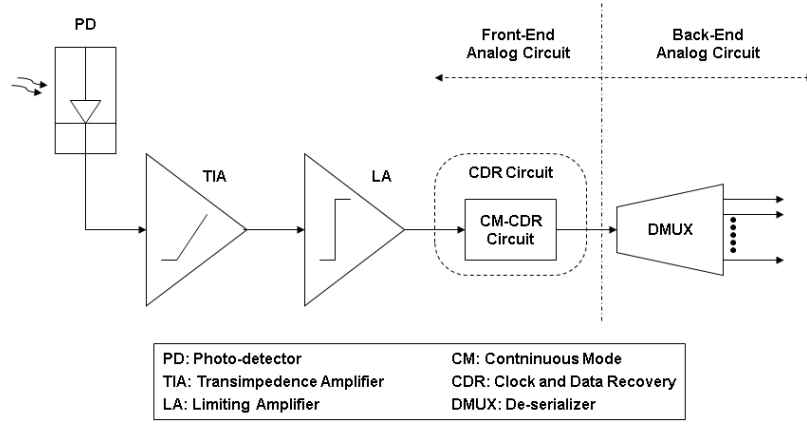 PD
Front-End
Analog Circuit
Back-End
Analog Circuit
TIA
LA
CDR Circuit
CM-CDR
Circuit
DMUX
PD: Photo-detector
TIA: Transimpedence Amplifier
LA: Limiting Amplifier
CM: Contninuous Mode
CDR: Clock and Data Recovery
DMUX: De-serializer